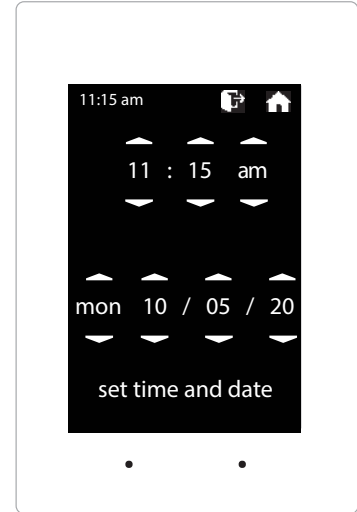 11:15 am
11 : 15 am
mon 10 / 05 / 20
set time and date